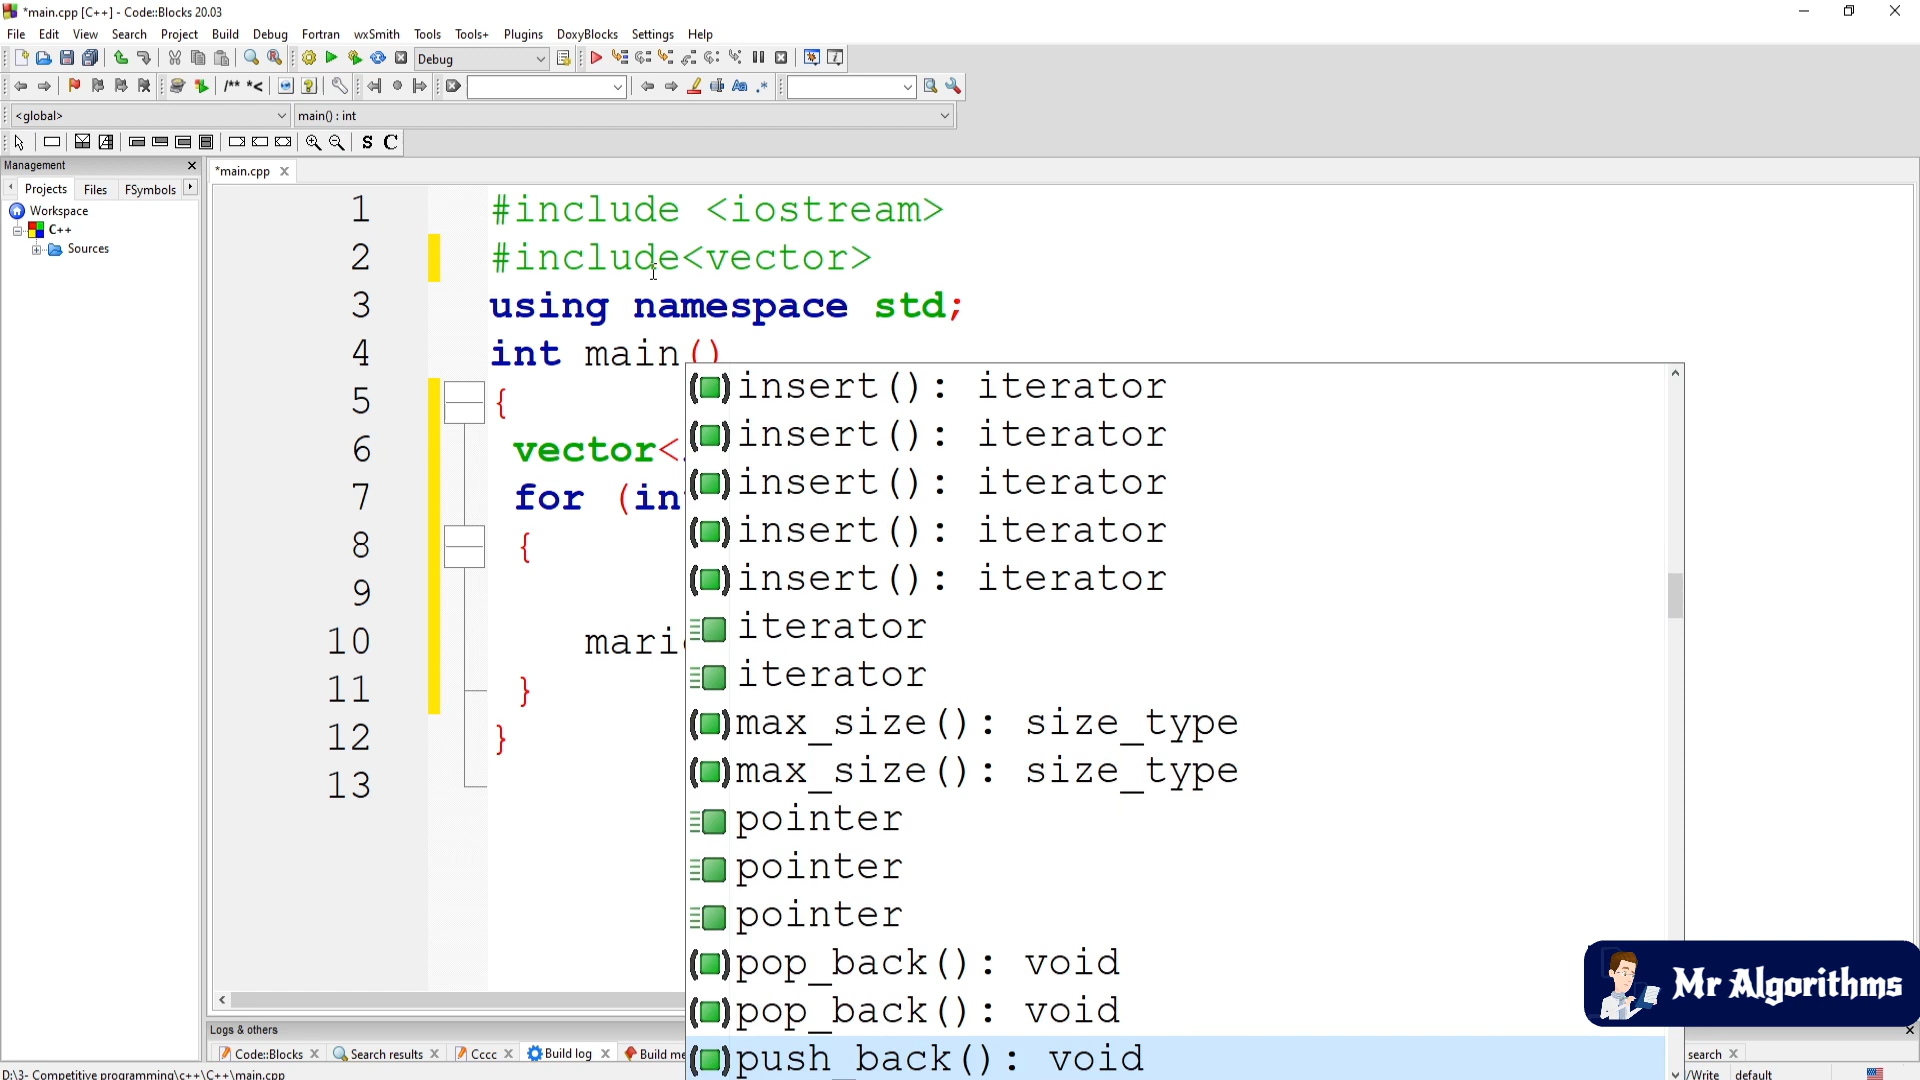 *main.cpp [C++] - Code::Blocks 20.03
File Edit View Search Project Build Debug Fortran wxSmith Tools Tools+ Plugins DoxyBlocks Settings Help
Debug
/** *<
<global> main() : int
S C
Management
*main.cpp
Projects Files FSymbols
Workspace
C++
Sources
1 #include <iostream>
2 #include<vector>
3 using namespace std;
4 int main()
5 {
6 vector<
7 for (in
8 {
9
10 mari
11 }
12 }
13
insert(): iterator
insert(): iterator
insert(): iterator
insert(): iterator
insert(): iterator
iterator
iterator
max_size(): size_type
max_size(): size_type
pointer
pointer
pointer
pop_back(): void
pop_back(): void
push_back(): void
Mr Algorithms
Logs & others
Code::Blocks Search results Cccc Build log Build me search
D:\3- Competitive programming\c++\C++\main.cpp /Write default